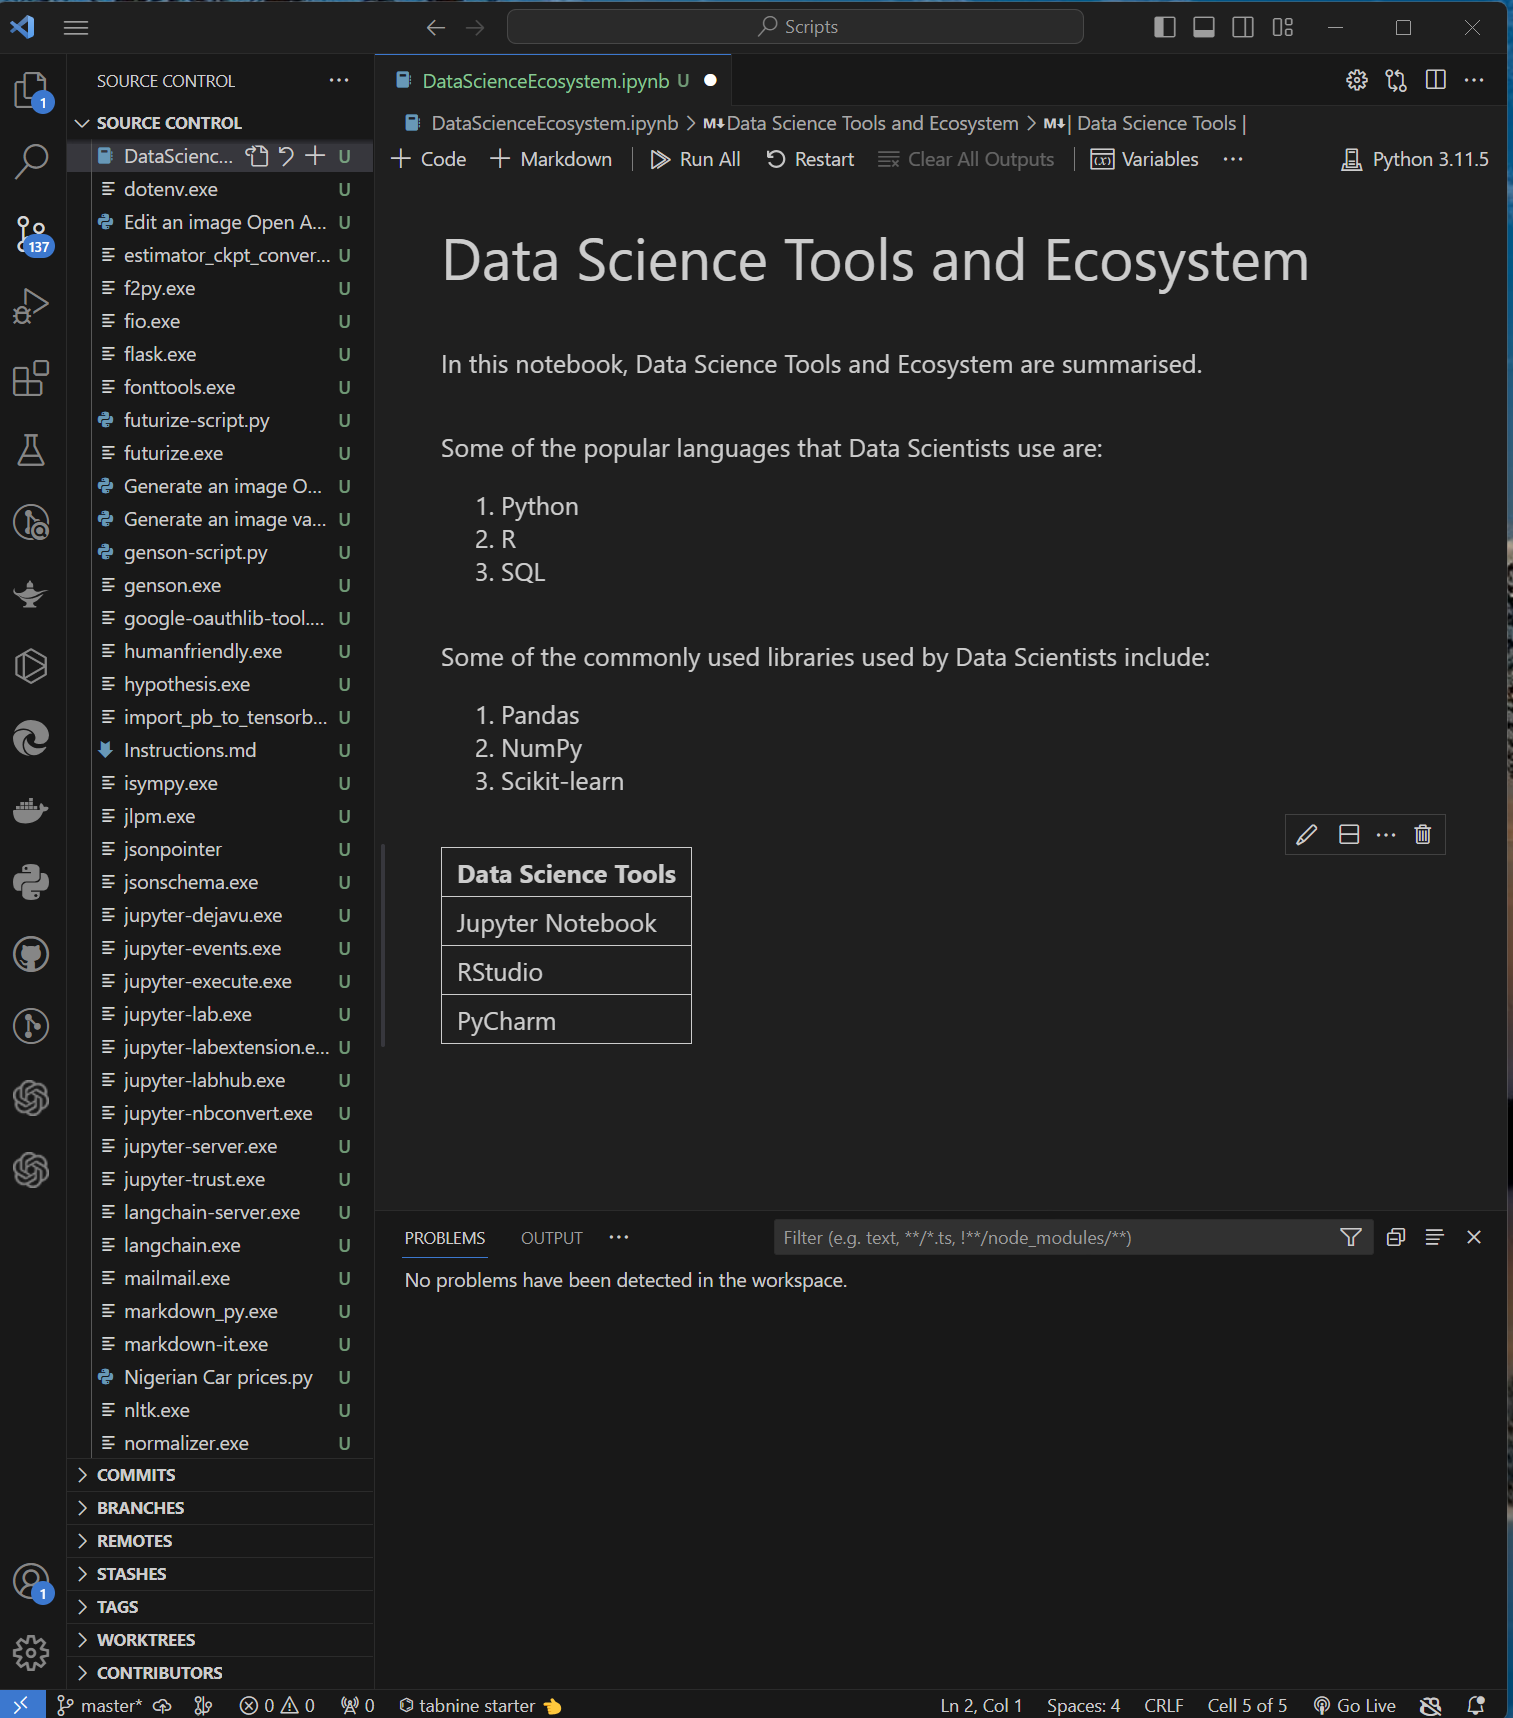 Scripts
SOURCE CONTROL
SOURCE CONTROL
DataScienc... U
dotenv.exe U
Edit an image Open A... U
estimator_ckpt_conver... U
f2py.exe U
fio.exe U
flask.exe U
fonttools.exe U
futurize-script.py U
futurize.exe U
Generate an image O... U
Generate an image va... U
genson-script.py U
genson.exe U
google-oauthlib-tool.... U
humanfriendly.exe U
hypothesis.exe U
import_pb_to_tensorb... U
Instructions.md U
isympy.exe U
jlpm.exe U
jsonpointer U
jsonschema.exe U
jupyter-dejavu.exe U
jupyter-events.exe U
jupyter-execute.exe U
jupyter-lab.exe U
jupyter-labextension.e... U
jupyter-labhub.exe U
jupyter-nbconvert.exe U
jupyter-server.exe U
jupyter-trust.exe U
langchain-server.exe U
langchain.exe U
mailmail.exe U
markdown_py.exe U
markdown-it.exe U
Nigerian Car prices.py U
nltk.exe U
normalizer.exe U
COMMITS
BRANCHES
REMOTES
STASHES
TAGS
WORKTREES
CONTRIBUTORS
1
137
1
DataScienceEcosystem.ipynb U
DataScienceEcosystem.ipynb > M↓Data Science Tools and Ecosystem > M↓| Data Science Tools |
+ Code + Markdown | Run All Restart Clear All Outputs | Variables ... Python 3.11.5
Data Science Tools and Ecosystem
In this notebook, Data Science Tools and Ecosystem are summarised.
Some of the popular languages that Data Scientists use are:
1. Python
2. R
3. SQL
Some of the commonly used libraries used by Data Scientists include:
1. Pandas
2. NumPy
3. Scikit-learn
Data Science Tools
Jupyter Notebook
RStudio
PyCharm
PROBLEMS OUTPUT ... Filter (e.g. text, **/*.ts, !**/node_modules/**)
No problems have been detected in the workspace.
master* 0 0 0 tabnine starter 👈 Ln 2, Col 1 Spaces: 4 CRLF Cell 5 of 5 Go Live